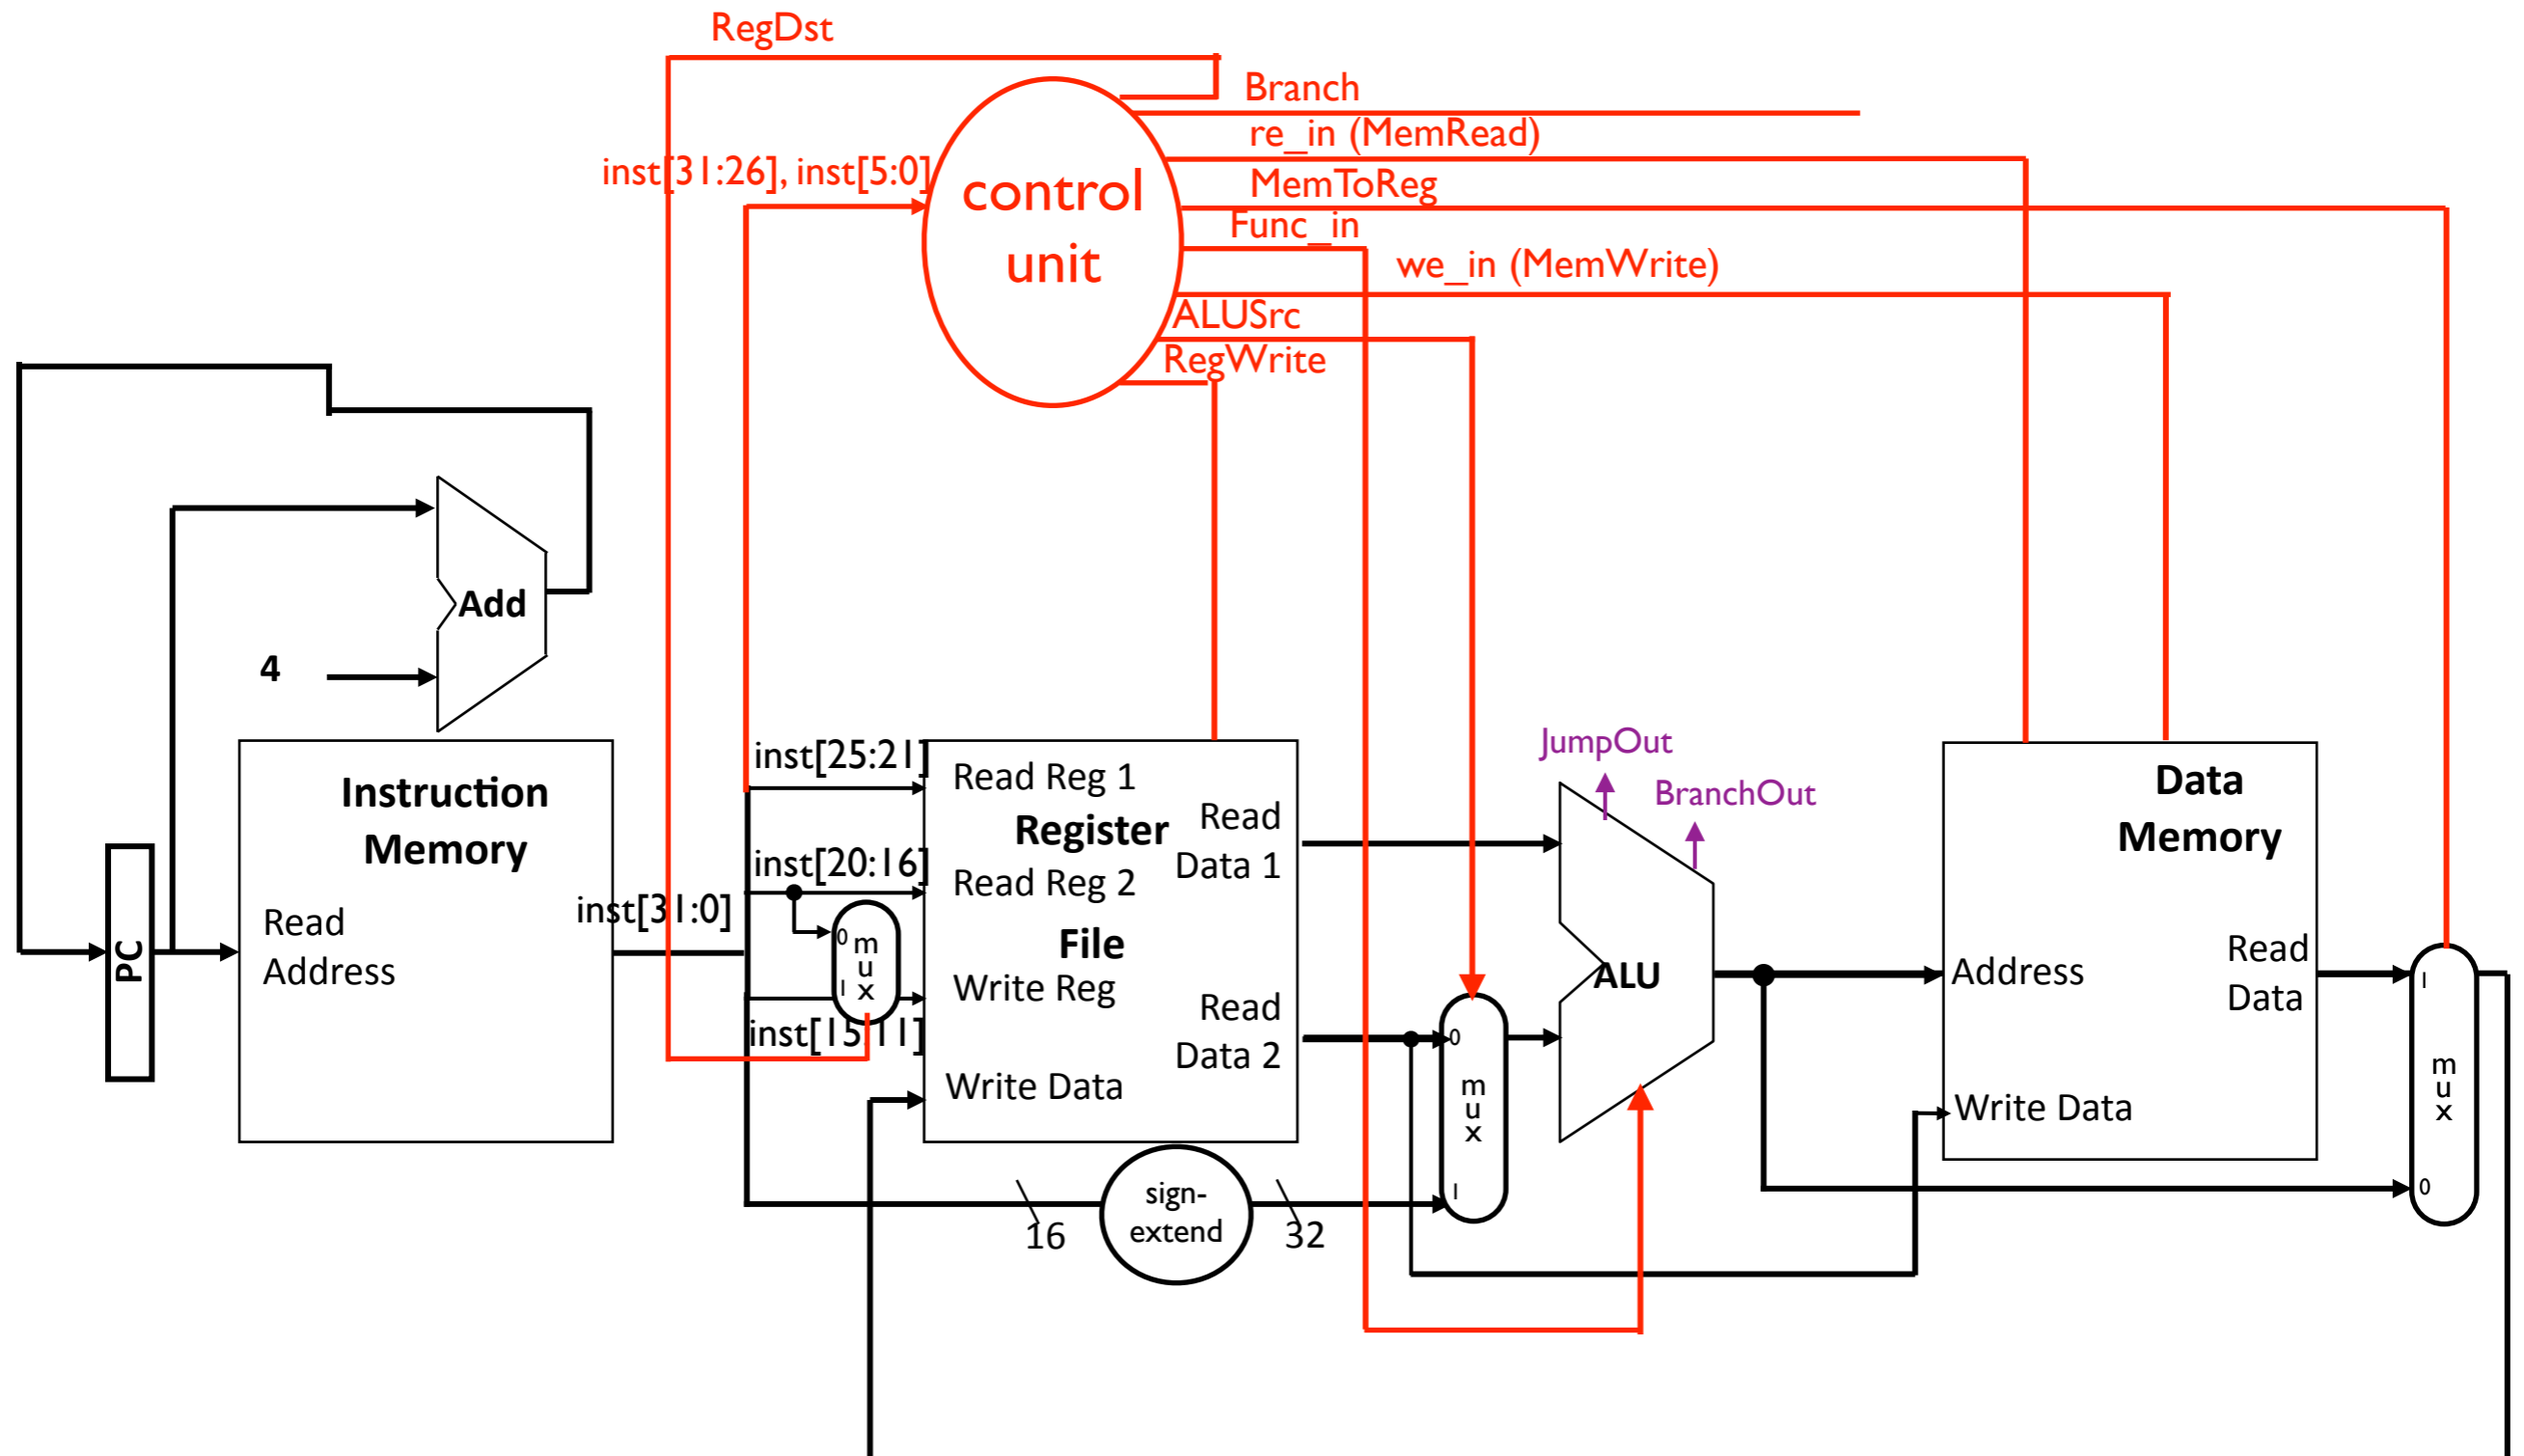 RegDst
Branch
re_in (MemRead)
inst[31:26], inst[5:0]
MemToReg
control
unit
Func_in
we_in (MemWrite)
ALUSrc
RegWrite
Add
4
Instruction
Memory
Read
Address
PC
inst[31:0]
inst[25:21]
inst[20:16]
inst[15:11]
0
1
m
u
x
Read Reg 1
Register
Read Reg 2
File
Write Reg
Write Data
Read
Data 1
Read
Data 2
sign-
extend
16
32
0
m
u
x
1
JumpOut
BranchOut
ALU
Data
Memory
Address
Read
Data
Write Data
1
m
u
x
0